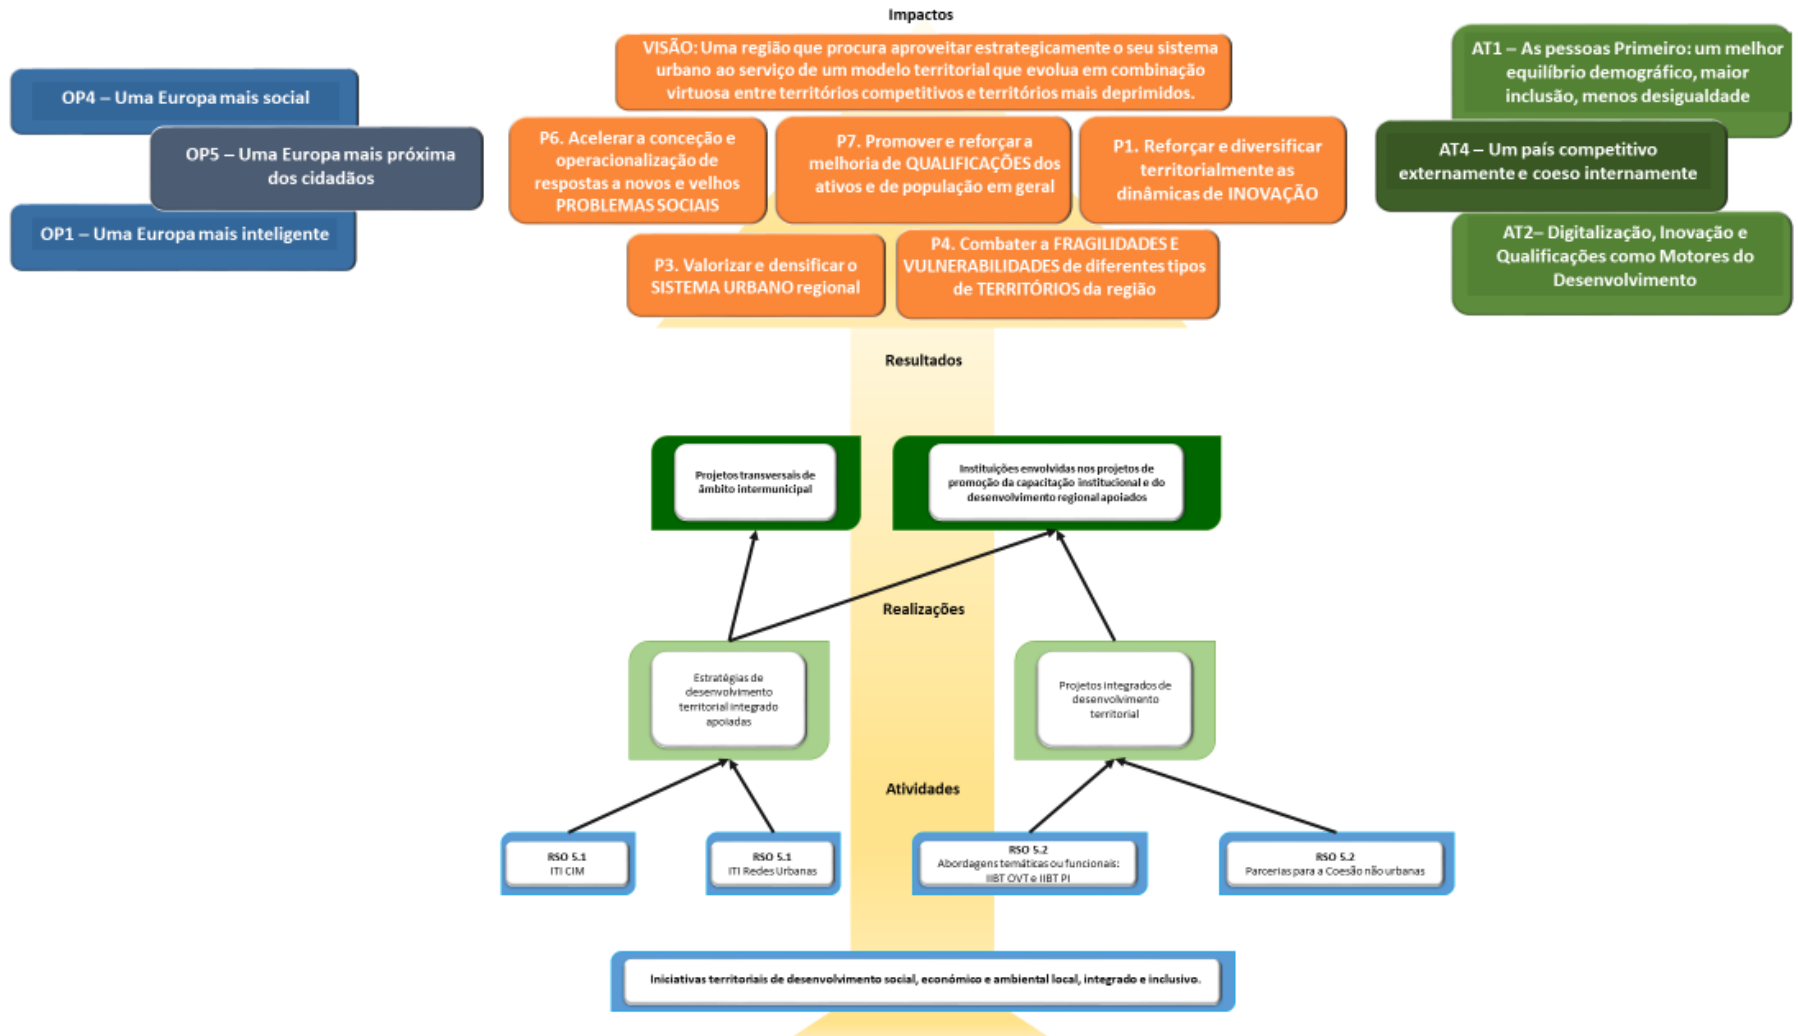 Impactos
VISÃO: Uma região que procura aproveitar estrategicamente o seu sistema
urbano ao serviço de um modelo territorial que evolua em combinação
virtuosa entre territórios competitivos e territórios mais deprimidos.
OP4 – Uma Europa mais social
OP5 – Uma Europa mais próxima
dos cidadãos
OP1 – Uma Europa mais inteligente
P6. Acelerar a conceção e
operacionalização de
respostas a novos e velhos
PROBLEMAS SOCIAIS
P7. Promover e reforçar a
melhoria de QUALIFICAÇÕES dos
ativos e de população em geral
P1. Reforçar e diversificar
territorialmente as
dinâmicas de INOVAÇÃO
P3. Valorizar e densificar o
SISTEMA URBANO regional
P4. Combater a FRAGILIDADES E
VULNERABILIDADES de diferentes tipos
de TERRITÓRIOS da região
AT1 – As pessoas Primeiro: um melhor
equilíbrio demográfico, maior
inclusão, menos desigualdade
AT4 – Um país competitivo
externamente e coeso internamente
AT2– Digitalização, Inovação e
Qualificações como Motores do
Desenvolvimento
Resultados
Projetos transversais de
âmbito intermunicipal
Instituições envolvidas nos projetos de
promoção da capacitação institucional e do
desenvolvimento regional apoiados
Realizações
Estratégias de
desenvolvimento
territorial integrado
apoiadas
Projetos integrados de
desenvolvimento
territorial
Atividades
RSO 5.1
ITI CIM
RSO 5.1
ITI Redes Urbanas
RSO 5.2
Abordagens temáticas ou funcionais:
IIBT OVT e IIBT PI
RSO 5.2
Parcerias para a Coesão não urbanas
Iniciativas territoriais de desenvolvimento social, económico e ambiental local, integrado e inclusivo.